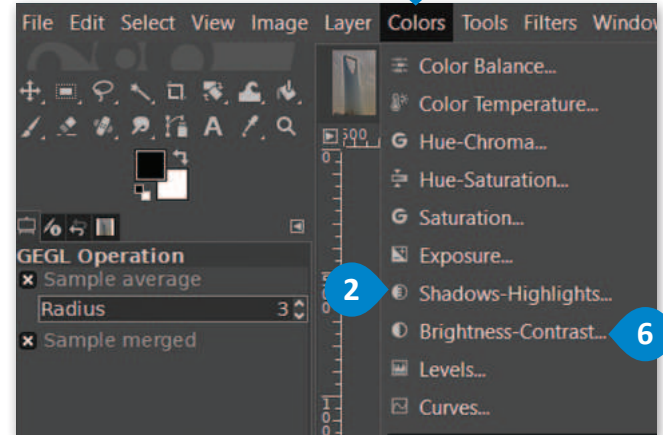 File Edit Select View Image Layer Colors Tools Filters
Color Balance...
Color Temperature...
Hue-Chroma...
Hue-Saturation...
Saturation...
Exposure...
2 Shadows-Highlights...
Brightness-Contrast... 6
Levels...
Curves...
GEGL Operation
Sample average
Radius 3
Sample merged